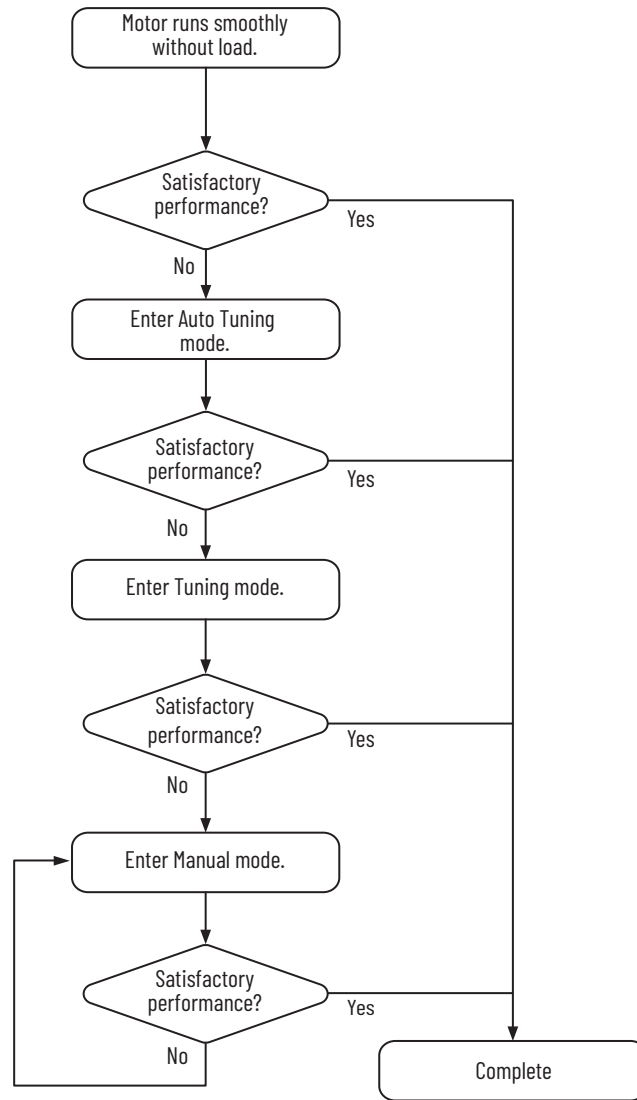 Motor runs smoothly
without load.
Satisfactory
performance?
Yes
No
Enter Auto Tuning
mode.
Satisfactory
performance?
Yes
No
Enter Tuning mode.
Satisfactory
performance?
Yes
No
Enter Manual mode.
Satisfactory
performance?
Yes
No
Complete